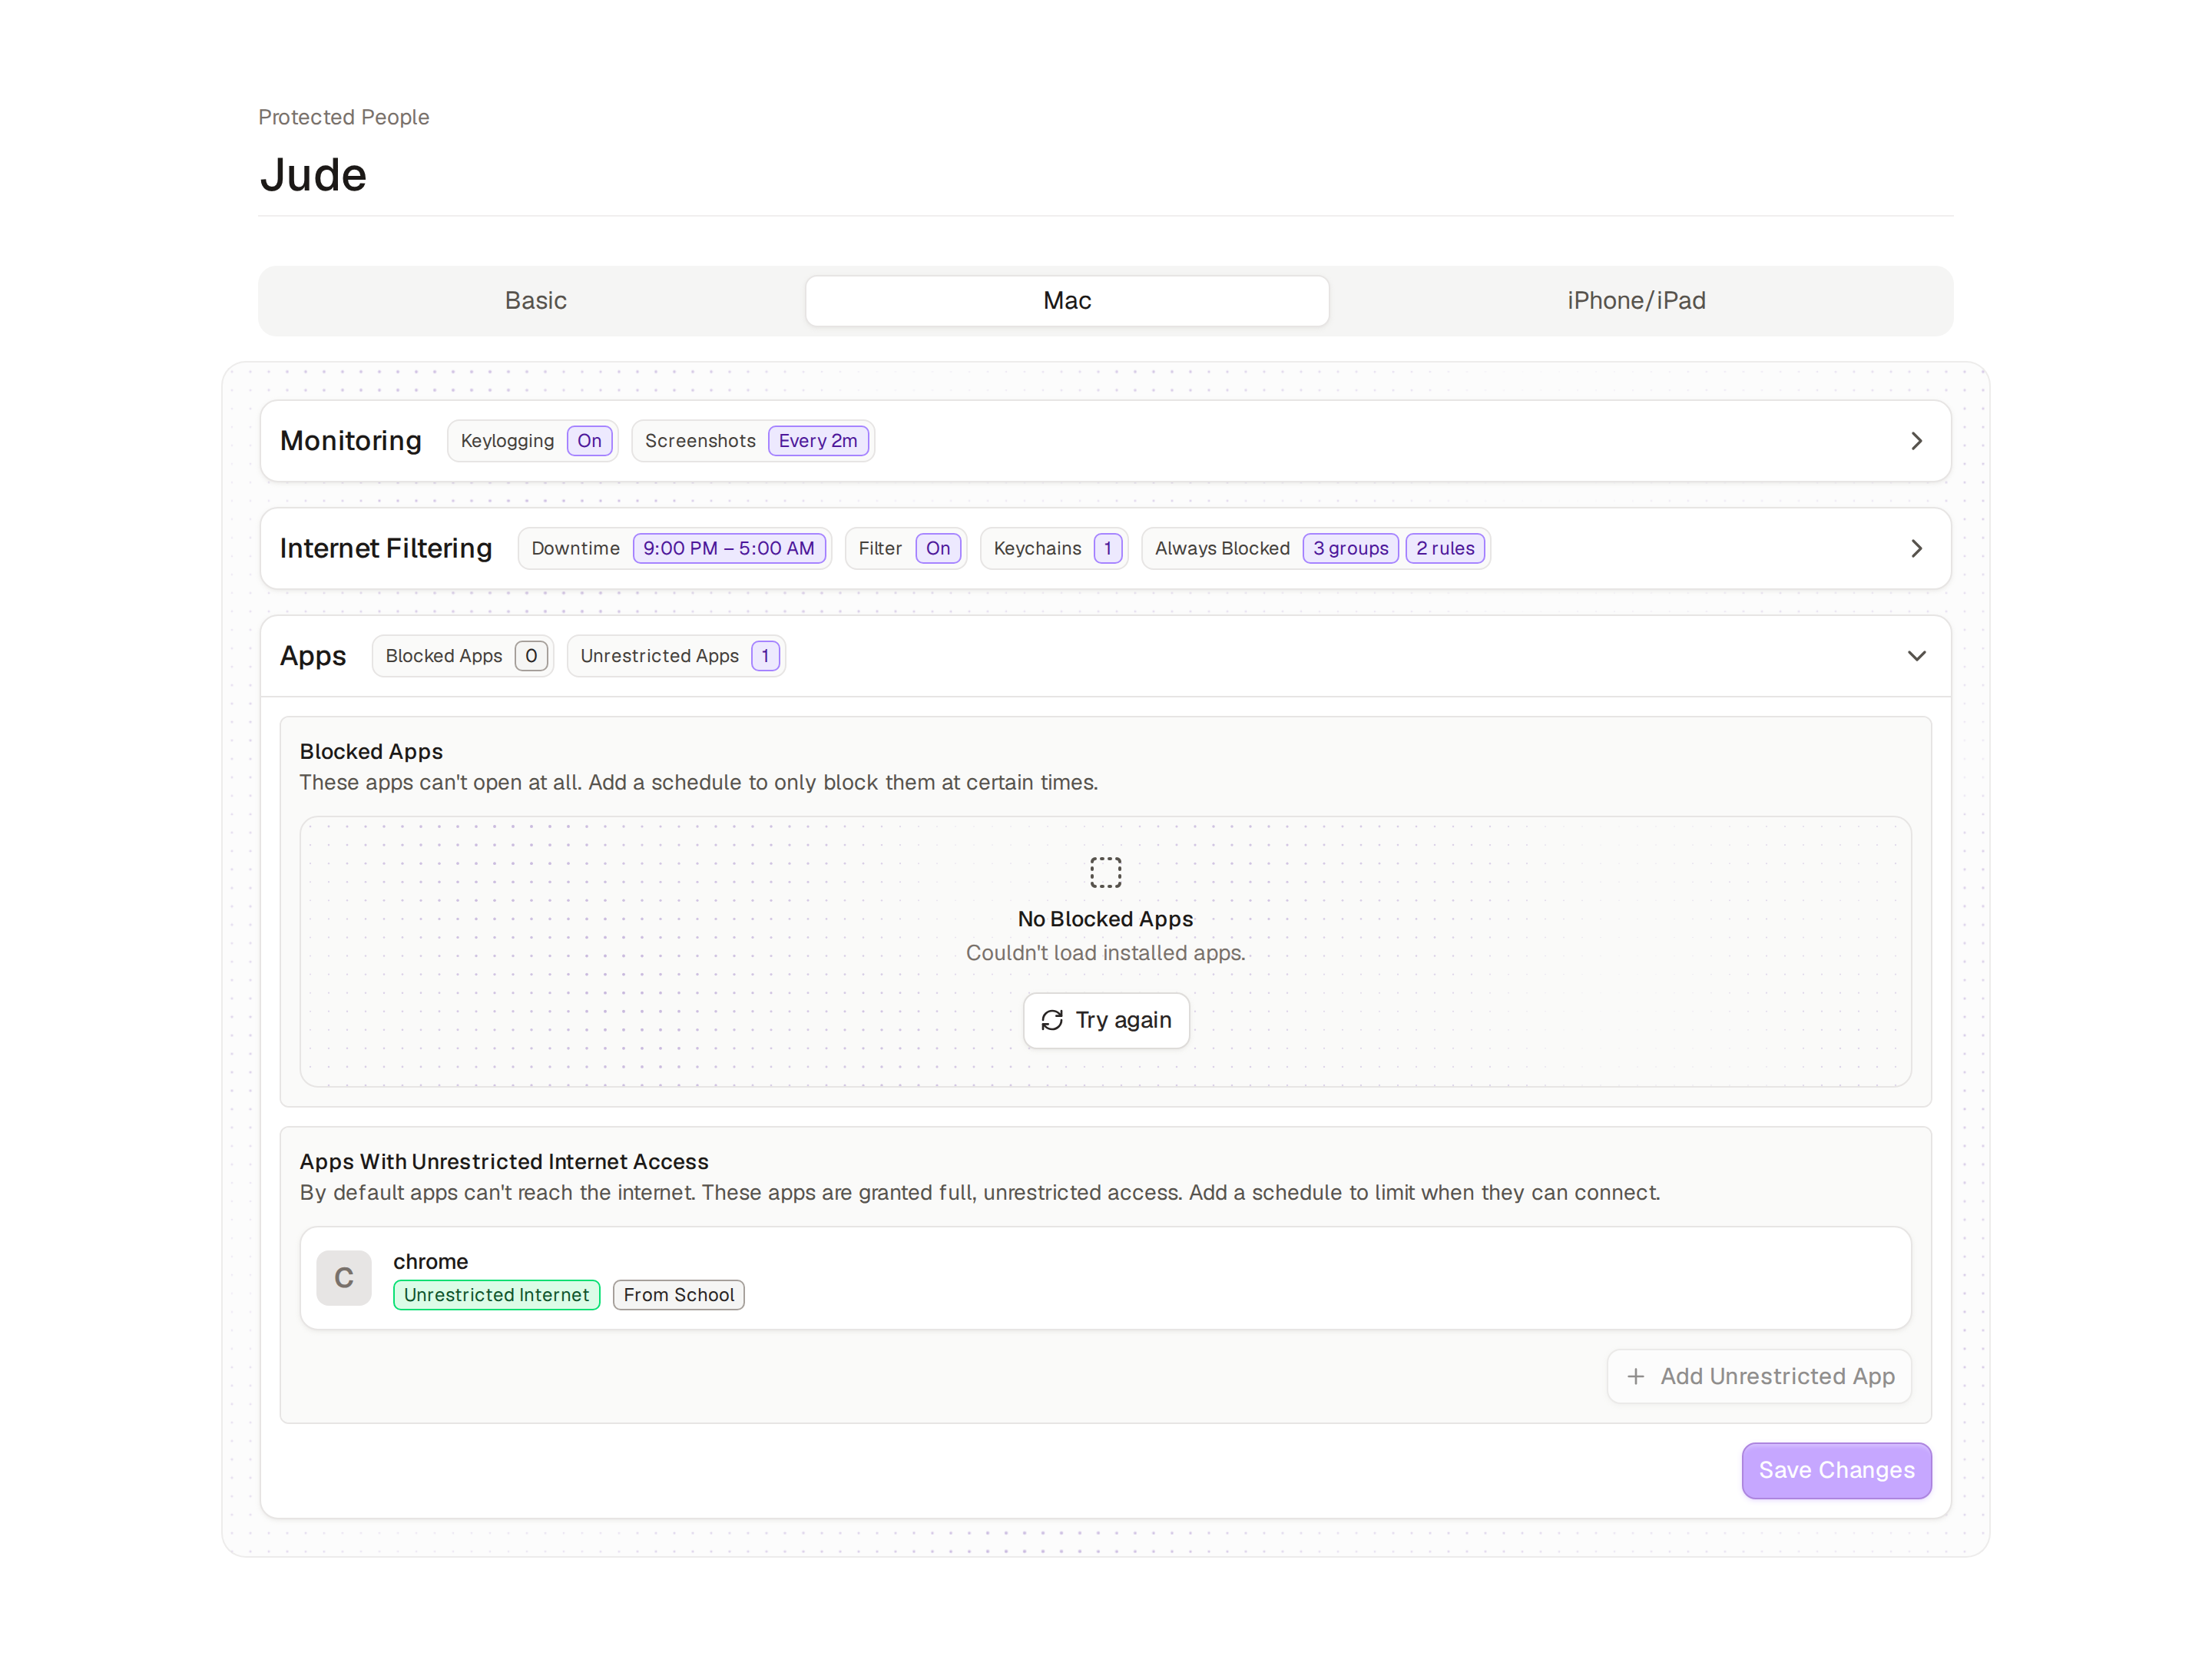 Protected People
Jude
Basic
Mac
iPhone/iPad
Monitoring Keylogging On Screenshots Every 2m
Internet Filtering Downtime 9:00 PM – 5:00 AM Filter On Keychains 1 Always Blocked 3 groups 2 rules
Apps Blocked Apps 0 Unrestricted Apps 1
Blocked Apps
These apps can't open at all. Add a schedule to only block them at certain times.
No Blocked Apps
Couldn't load installed apps.
Try again
Apps With Unrestricted Internet Access
By default apps can't reach the internet. These apps are granted full, unrestricted access. Add a schedule to limit when they can connect.
C
chrome
Unrestricted Internet From School
Add Unrestricted App
Save Changes